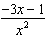 −3x − 1
x²